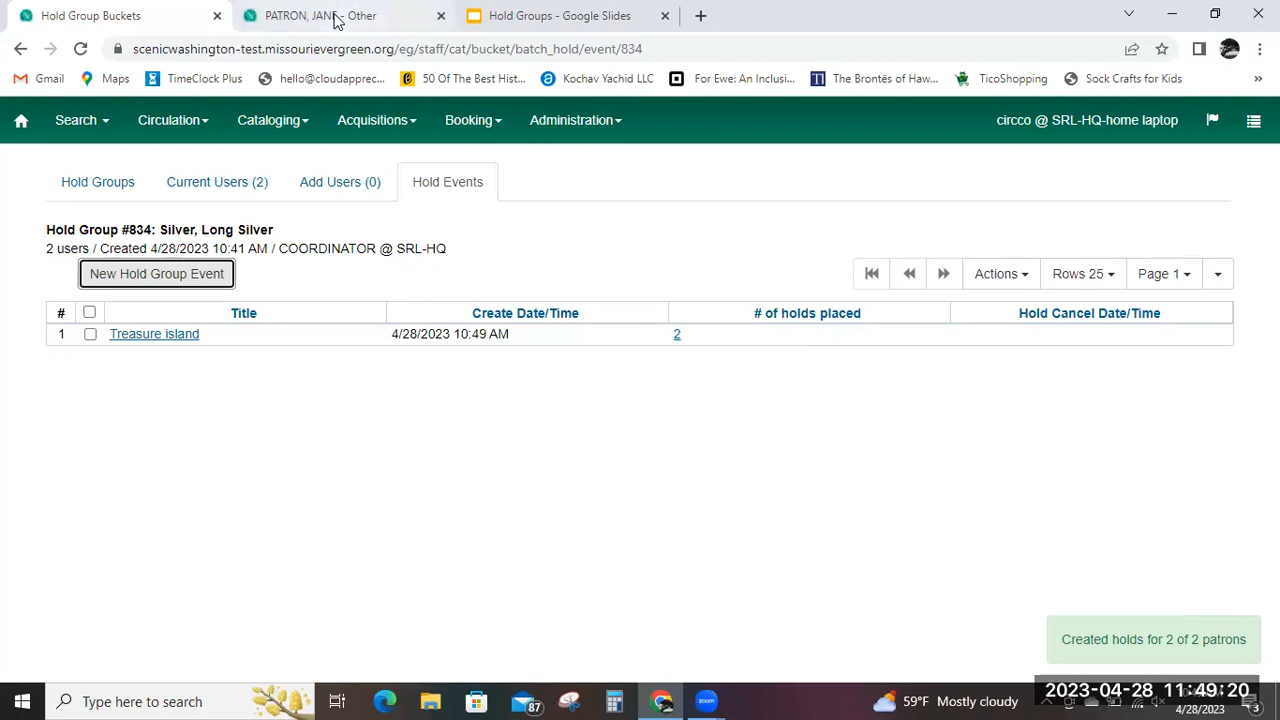 Hold Group Buckets
PATRON, JANE - Other
Hold Groups - Google Slides
scenicwashington-test.missourievergreen.org/eg/staff/cat/bucket/batch_hold/event/834
Gmail
Maps
TimeClock Plus
hello@cloudapprec...
50 Of The Best Hist...
Kochav Yachid LLC
For Ewe: An Inclusi...
The Brontës of Haw...
TicoShopping
Sock Crafts for Kids
»
Search
Circulation
Cataloging
Acquisitions
Booking
Administration
circco @ SRL-HQ-home laptop
Hold Groups
Current Users (2)
Add Users (0)
Hold Events
Hold Group #834: Silver, Long Silver
2 users / Created 4/28/2023 10:41 AM / COORDINATOR @ SRL-HQ
New Hold Group Event
Actions
Rows 25
Page 1
# Title Create Date/Time # of holds placed Hold Cancel Date/Time
1 Treasure island 4/28/2023 10:49 AM 2
Created holds for 2 of 2 patrons
Type here to search
87
59°F Mostly cloudy
2023-04-28 11:49:20
4/28/2023
3